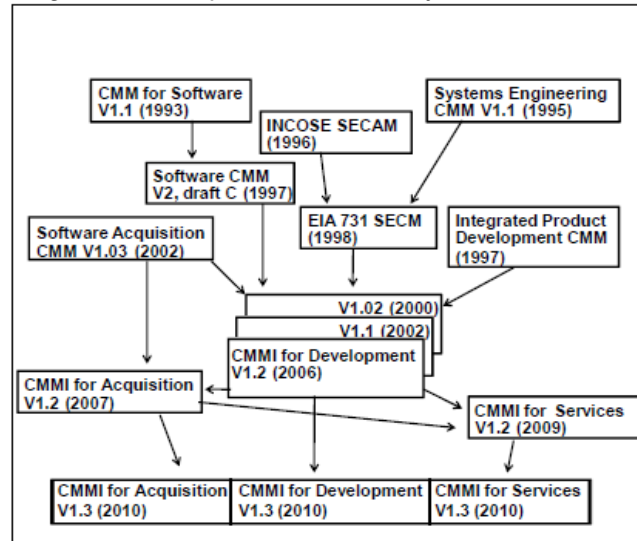 CMM for Software
V1.1 (1993)
Systems Engineering
CMM V1.1 (1995)
INCOSE SECAM
(1996)
Software CMM
V2, draft C (1997)
EIA 731 SECM
(1998)
Integrated Product
Development CMM
(1997)
Software Acquisition
CMM V1.03 (2002)
V1.02 (2000)
V1.1 (2002)
CMMI for Development
V1.2 (2006)
CMMI for Acquisition
V1.2 (2007)
CMMI for Services
V1.2 (2009)
CMMI for Acquisition
V1.3 (2010)
CMMI for Development
V1.3 (2010)
CMMI for Services
V1.3 (2010)